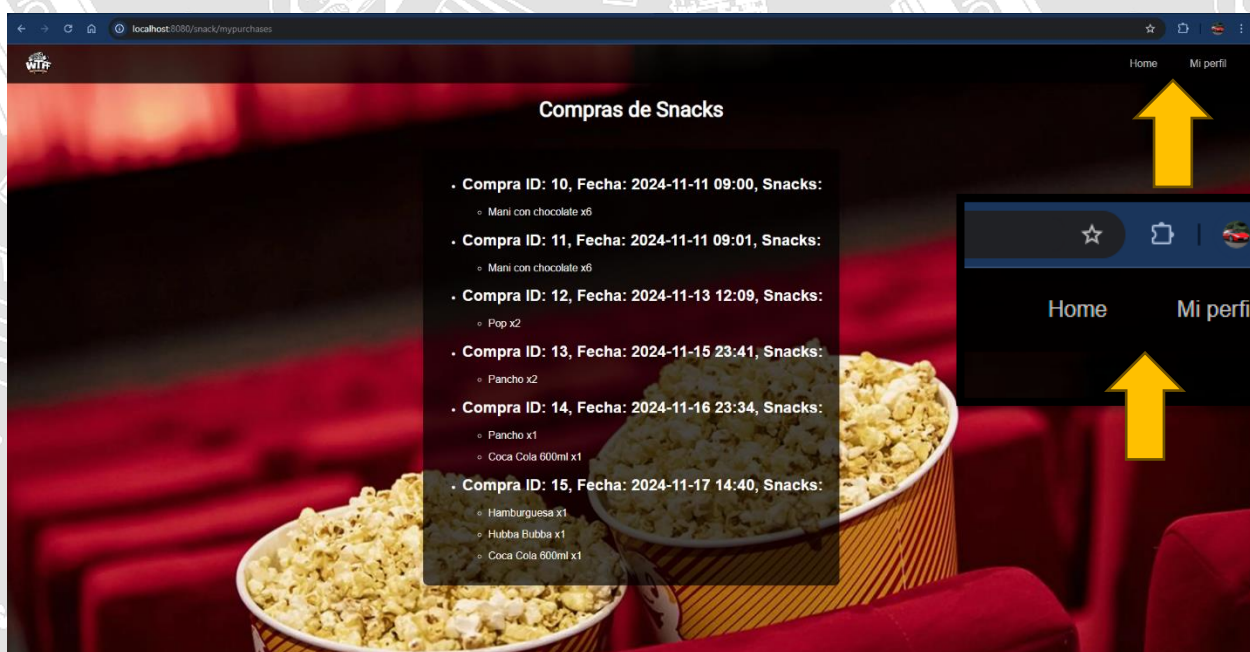 localhost:8080/snack/mypurchases
WTF
Home Mi perfil
Compras de Snacks
Compra ID: 10, Fecha: 2024-11-11 09:00, Snacks:
Mani con chocolate x6
Compra ID: 11, Fecha: 2024-11-11 09:01, Snacks:
Mani con chocolate x6
Compra ID: 12, Fecha: 2024-11-13 12:09, Snacks:
Pop x2
Compra ID: 13, Fecha: 2024-11-15 23:41, Snacks:
Pancho x2
Compra ID: 14, Fecha: 2024-11-16 23:34, Snacks:
Pancho x1
Coca Cola 600ml x1
Compra ID: 15, Fecha: 2024-11-17 14:40, Snacks:
Hamburguesa x1
Hubba Bubba x1
Coca Cola 600ml x1
Home Mi perfi